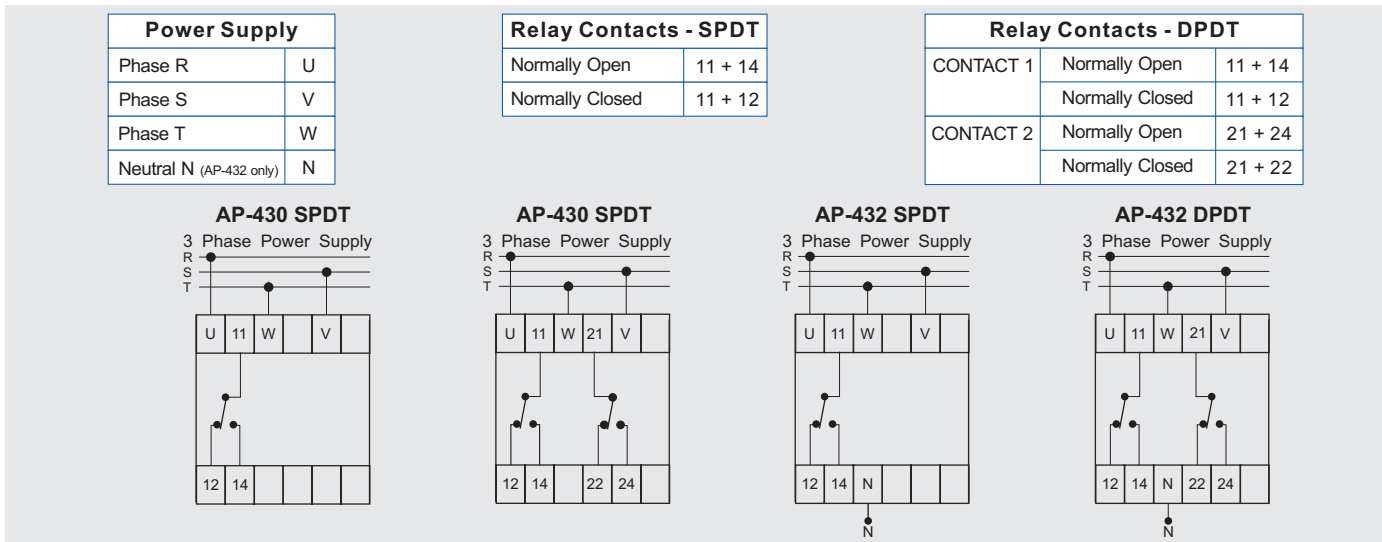 Power Supply
Phase R U
Phase S V
Phase T W
Neutral N (AP-432 only) N
Relay Contacts - SPDT
Normally Open 11 + 14
Normally Closed 11 + 12
Relay Contacts - DPDT
CONTACT 1 Normally Open 11 + 14
Normally Closed 11 + 12
CONTACT 2 Normally Open 21 + 24
Normally Closed 21 + 22
AP-430 SPDT
3 Phase Power Supply
R
S
T
U 11 W V
12 14
AP-430 SPDT
3 Phase Power Supply
R
S
T
U 11 W 21 V
12 14 22 24
AP-432 SPDT
3 Phase Power Supply
R
S
T
U 11 W V
12 14 N
N
AP-432 DPDT
3 Phase Power Supply
R
S
T
U 11 W 21 V
12 14 N 22 24
N